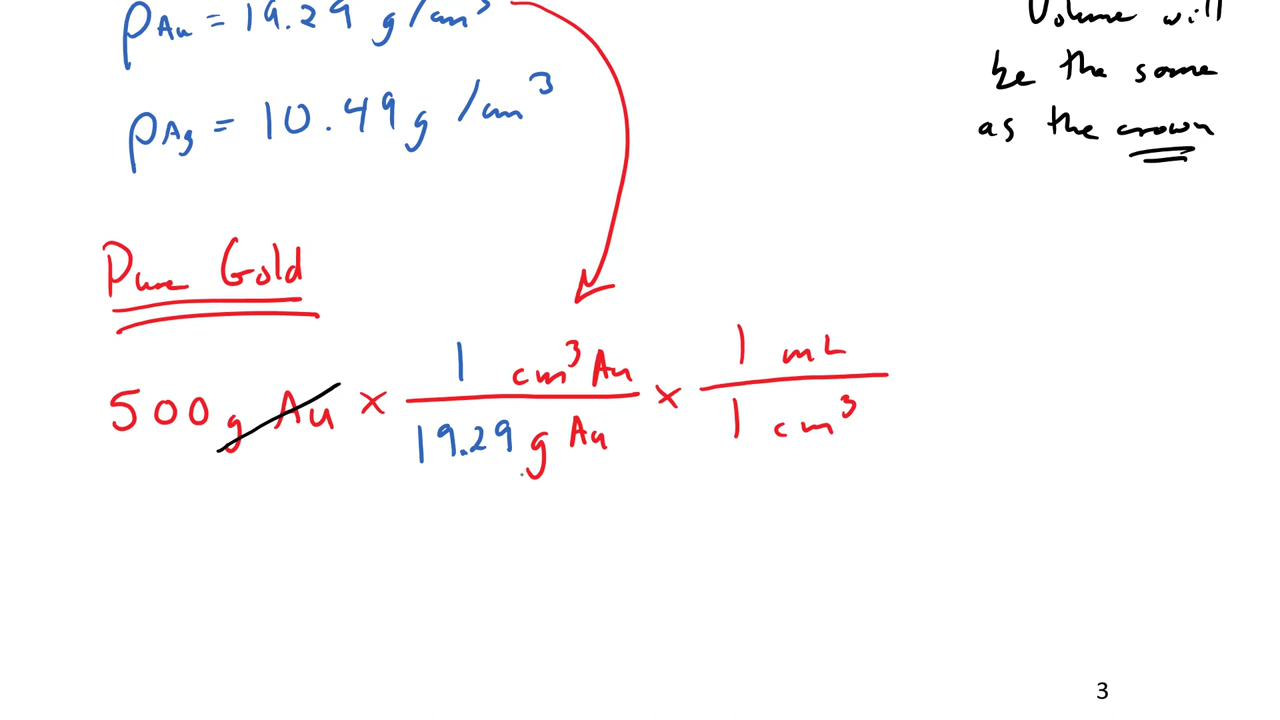 ρAu = 19.29 g/cm³
ρAg = 10.49 g/cm³
Volume will
be the same
as the crown
Pure Gold
500 g Au × 1 cm³ Au / 19.29 g Au × 1 mL / 1 cm³
3